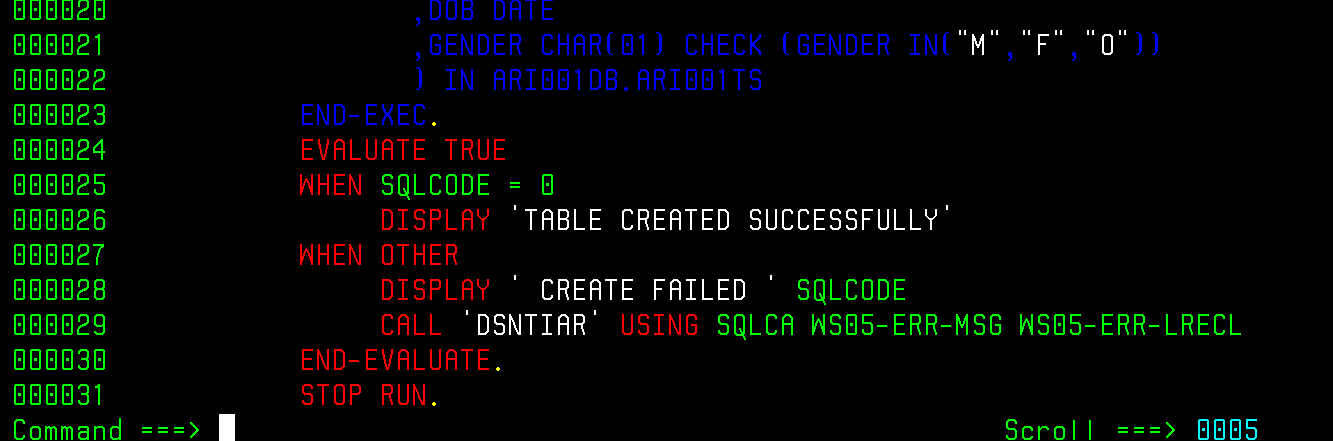 000020 ,DOB DATE
000021 ,GENDER CHAR(01) CHECK (GENDER IN("M","F","O"))
000022 ) IN ARI001DB.ARI001TS
000023 END-EXEC.
000024 EVALUATE TRUE
000025 WHEN SQLCODE = 0
000026 DISPLAY 'TABLE CREATED SUCCESSFULLY'
000027 WHEN OTHER
000028 DISPLAY ' CREATE FAILED ' SQLCODE
000029 CALL 'DSNTIAR' USING SQLCA WS05-ERR-MSG WS05-ERR-LRECL
000030 END-EVALUATE.
000031 STOP RUN.
Command ===> Scroll ===> 0005